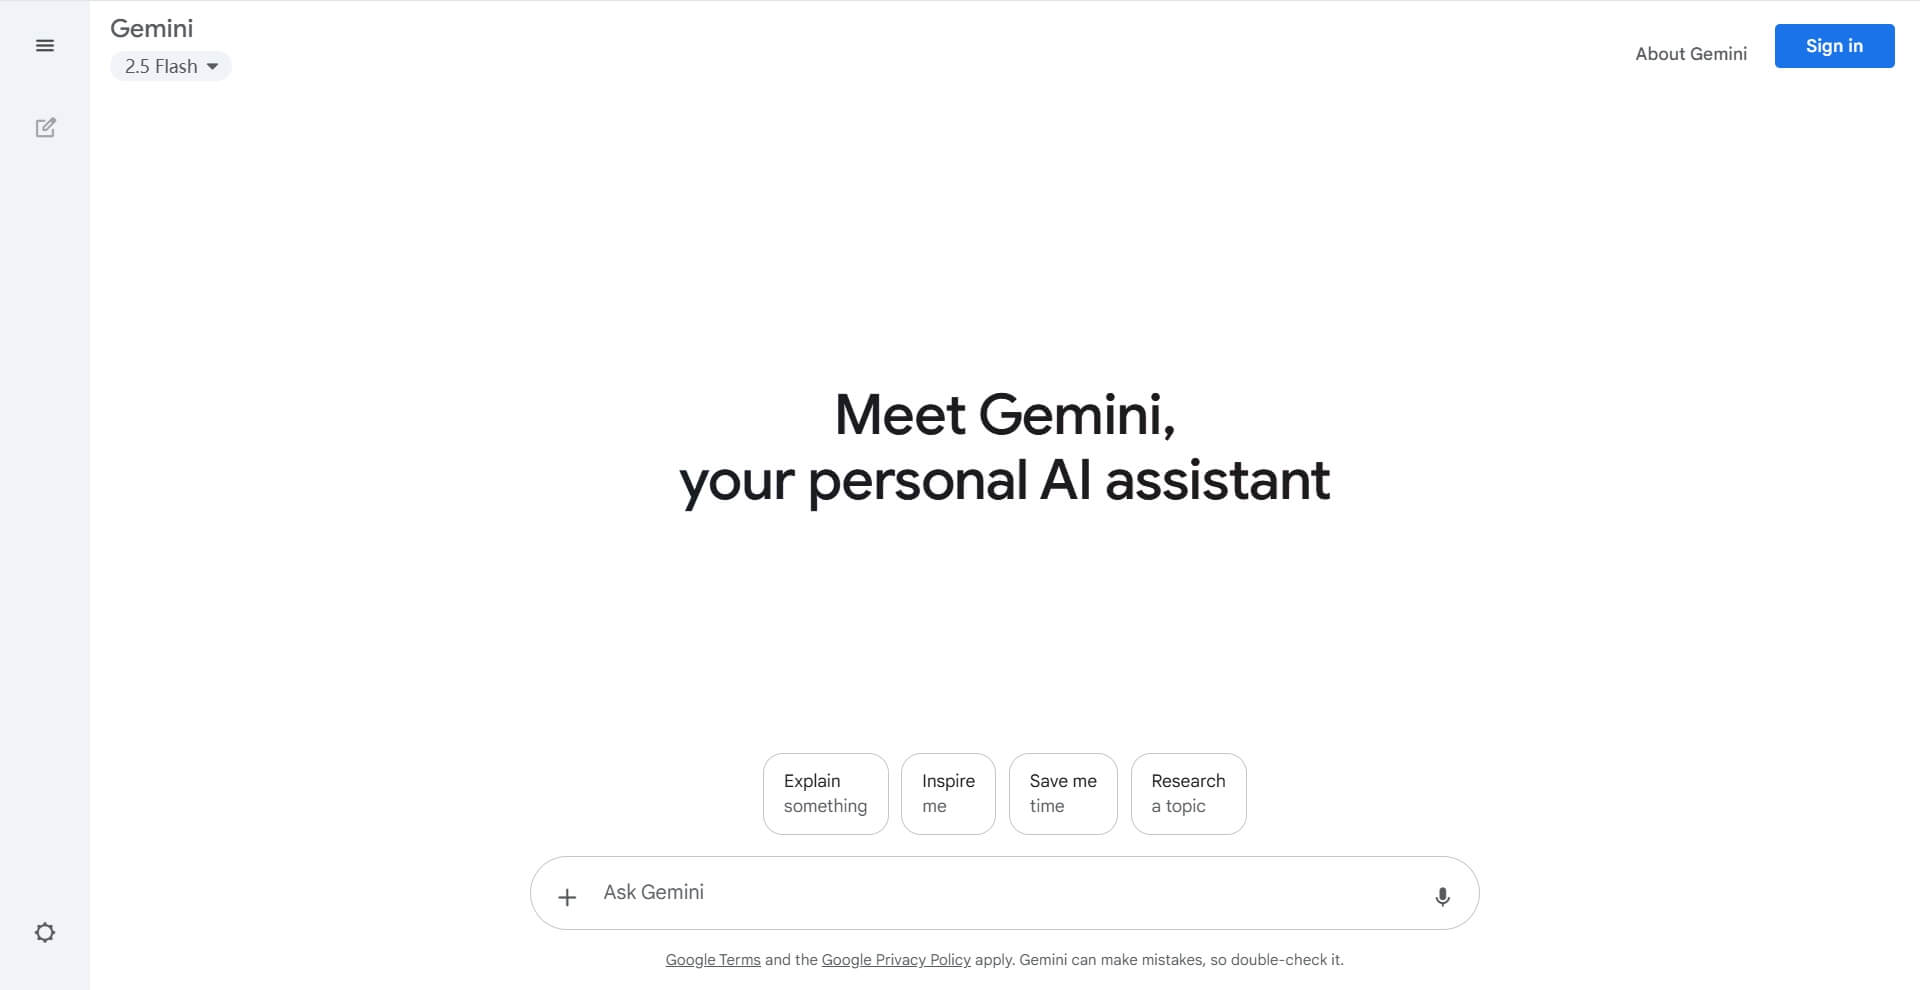 Gemini
2.5 Flash
About Gemini
Sign in
Meet Gemini,
your personal AI assistant
Explain
something
Inspire
me
Save me
time
Research
a topic
Ask Gemini
Google Terms and the Google Privacy Policy apply. Gemini can make mistakes, so double-check it.